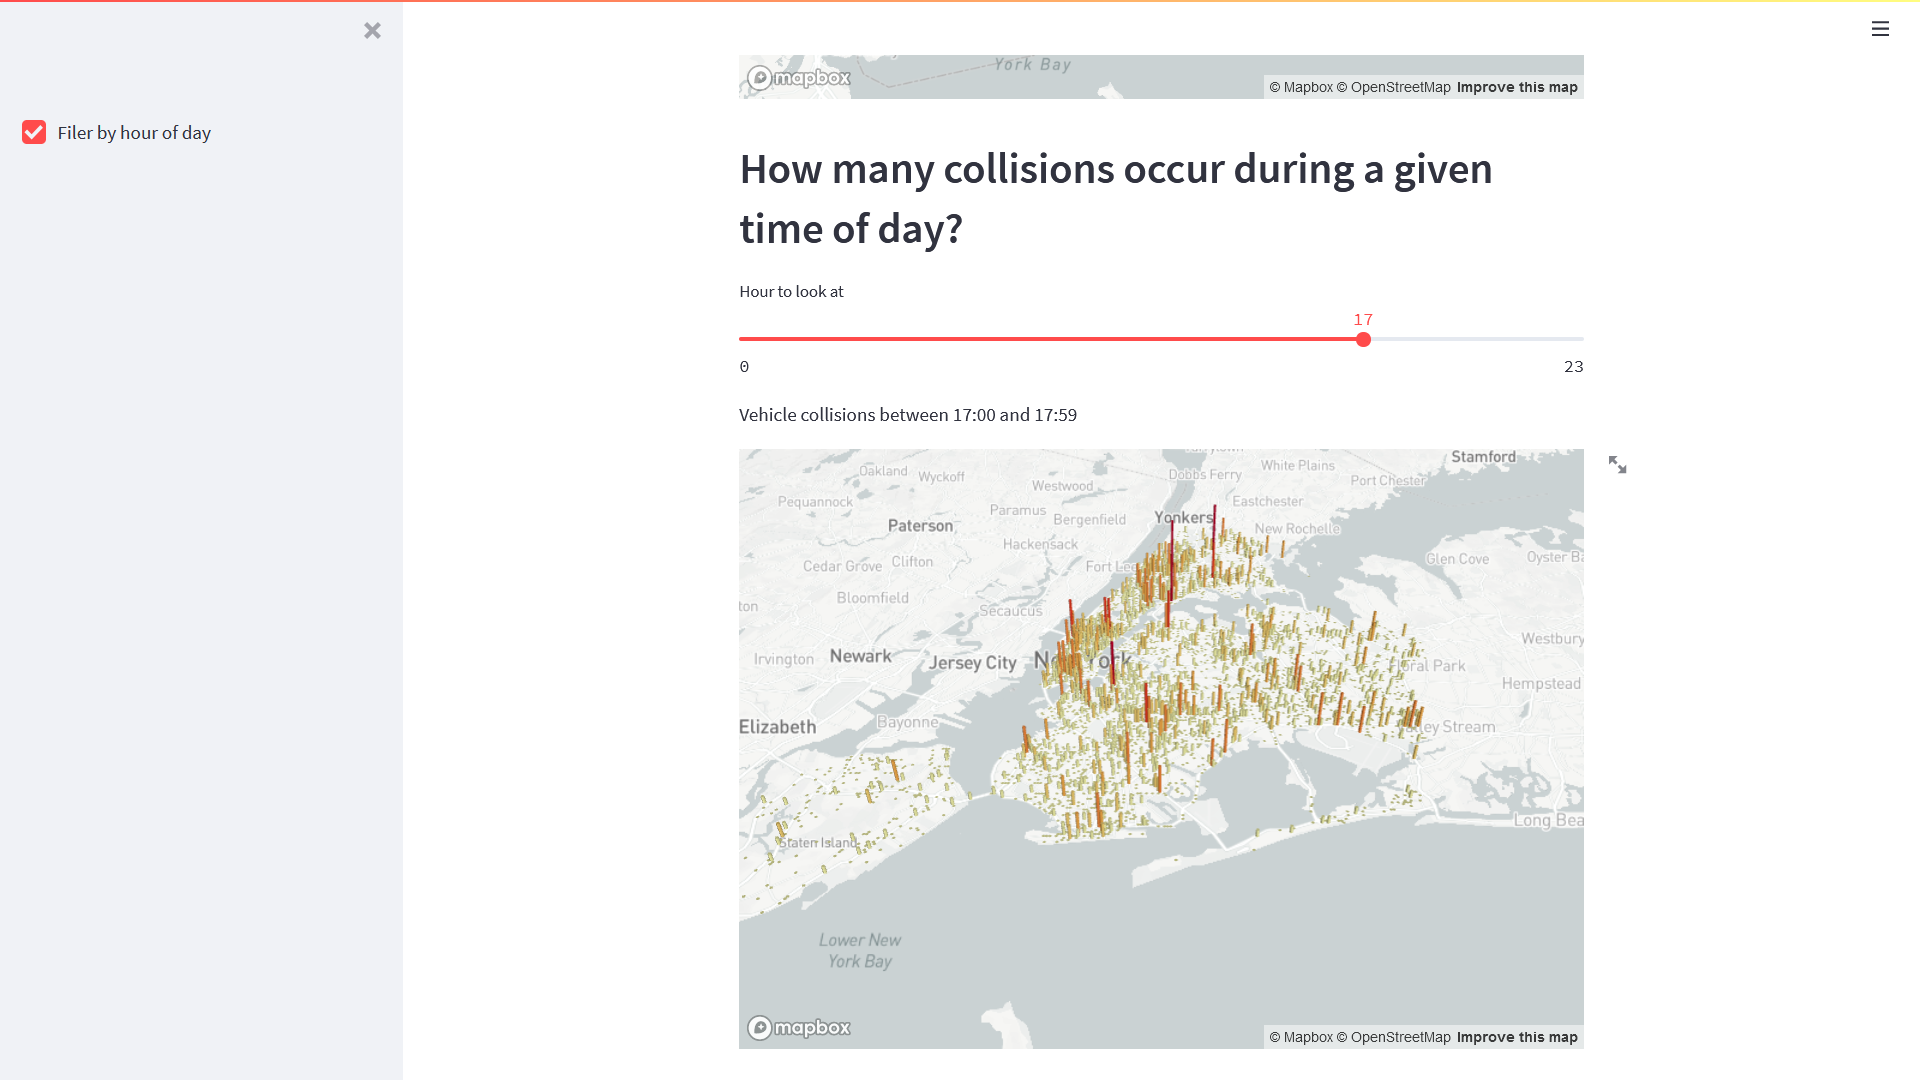 Filer by hour of day
York Bay
mapbox
© Mapbox © OpenStreetMap Improve this map
How many collisions occur during a given
time of day?
Hour to look at
17
0
23
Vehicle collisions between 17:00 and 17:59
Stamford
Oakland
Wyckoff
Dobbs Ferry
White Plains
Port Chester
Westwood
Pequannock
Eastchester
Paramus
Bergenfield
Yonkers
Paterson
New Rochelle
Hackensack
Glen Cove
Oyster Ba
Cedar Grove
Clifton
Fort Lee
Bloomfield
ton
Secaucus
Westbury
Irvington
Newark
Jersey City
New York
Floral Park
Hempstead
Elizabeth
Bayonne
ley Stream
Long Bea
Staten Island
Lower New
York Bay
mapbox
© Mapbox © OpenStreetMap Improve this map